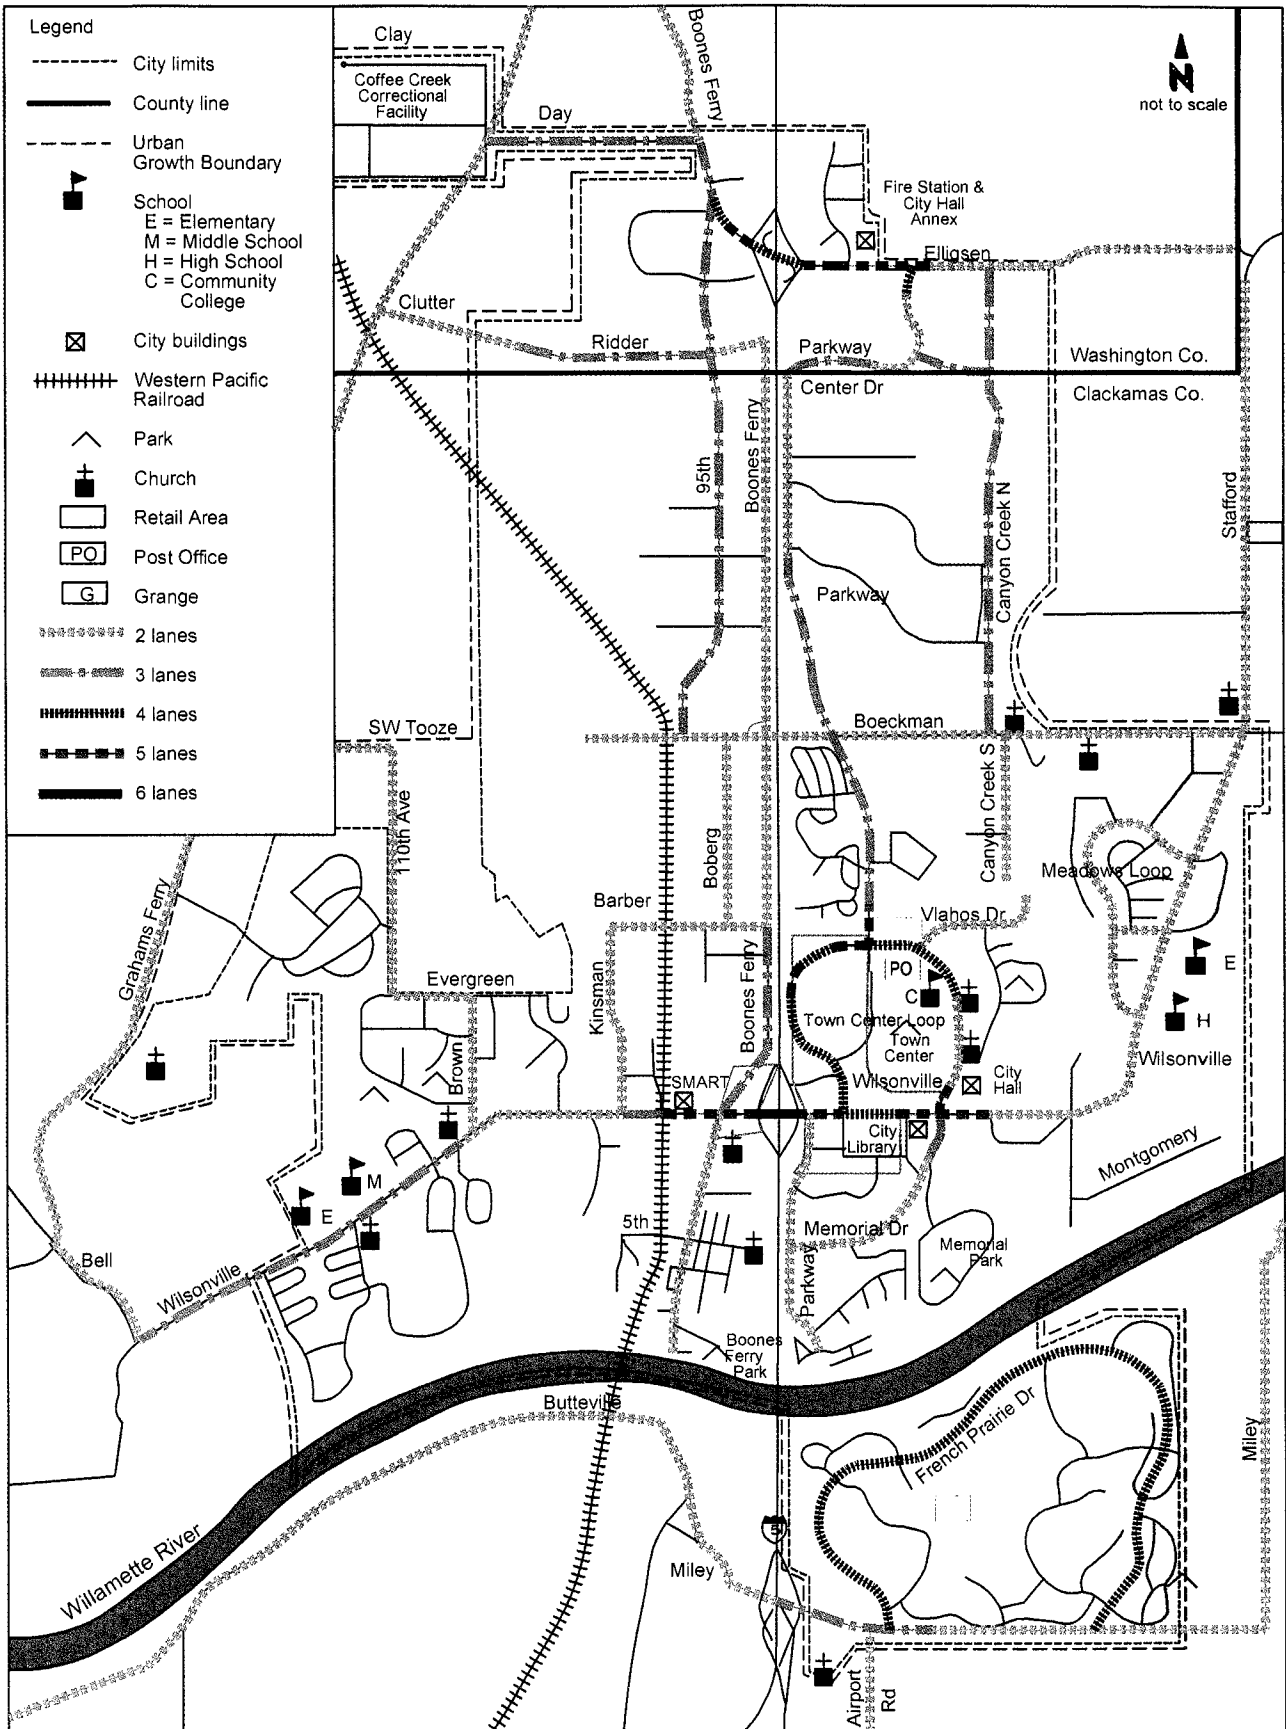 Legend
City limits
County line
Urban
Growth Boundary
School
E = Elementary
M = Middle School
H = High School
C = Community
College
City buildings
Western Pacific
Railroad
Park
Church
Retail Area
PO
Post Office
G
Grange
2 lanes
3 lanes
4 lanes
5 lanes
6 lanes
Clay
Coffee Creek
Correctional
Facility
Day
Boones Ferry
N
not to scale
Fire Station &
City Hall
Annex
Elligsen
Clutter
Ridder
Parkway
Center Dr
Washington Co.
Clackamas Co.
95th
Boones Ferry
Canyon Creek N
Stafford
Parkway
SW Tooze
Boeckman
110th Ave
Boberg
Canyon Creek S
Meadows Loop
Grahams Ferry
Barber
Vlahos Dr
Evergreen
Kinsman
Boones Ferry
PO
C
E
H
Town Center Loop
Town
Center
Wilsonville
Brown
SMART
Wilsonville
City
Hall
City
Library
Montgomery
M
E
5th
Memorial Dr
Memorial
Park
Bell
Wilsonville
Parkway
Boones
Ferry
Park
Butteville
French Prairie Dr
Miley
Willamette River
5
Miley
Airport
Rd